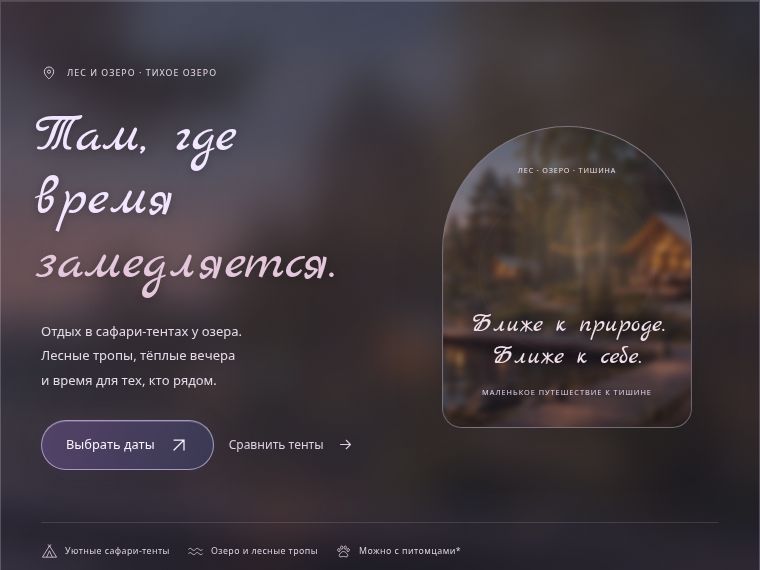 ЛЕС И ОЗЕРО · ТИХОЕ ОЗЕРО
Там, где
время
замедляется.
Отдых в сафари-тентах у озера.
Лесные тропы, тёплые вечера
и время для тех, кто рядом.
Выбрать даты
Сравнить тенты
ЛЕС · ОЗЕРО · ТИШИНА
Ближе к природе.
Ближе к себе.
МАЛЕНЬКОЕ ПУТЕШЕСТВИЕ К ТИШИНЕ
Уютные сафари-тенты
Озеро и лесные тропы
Можно с питомцами*